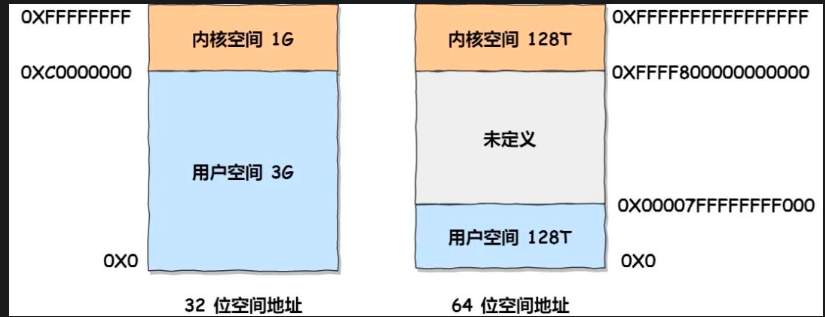 0XFFFFFFFF
内核空间 1G
0XC0000000
用户空间 3G
0X0
32 位空间地址
0XFFFFFFFFFFFFFFFF
内核空间 128T
0XFFFF800000000000
未定义
0X00007FFFFFFFF000
用户空间 128T
0X0
64 位空间地址